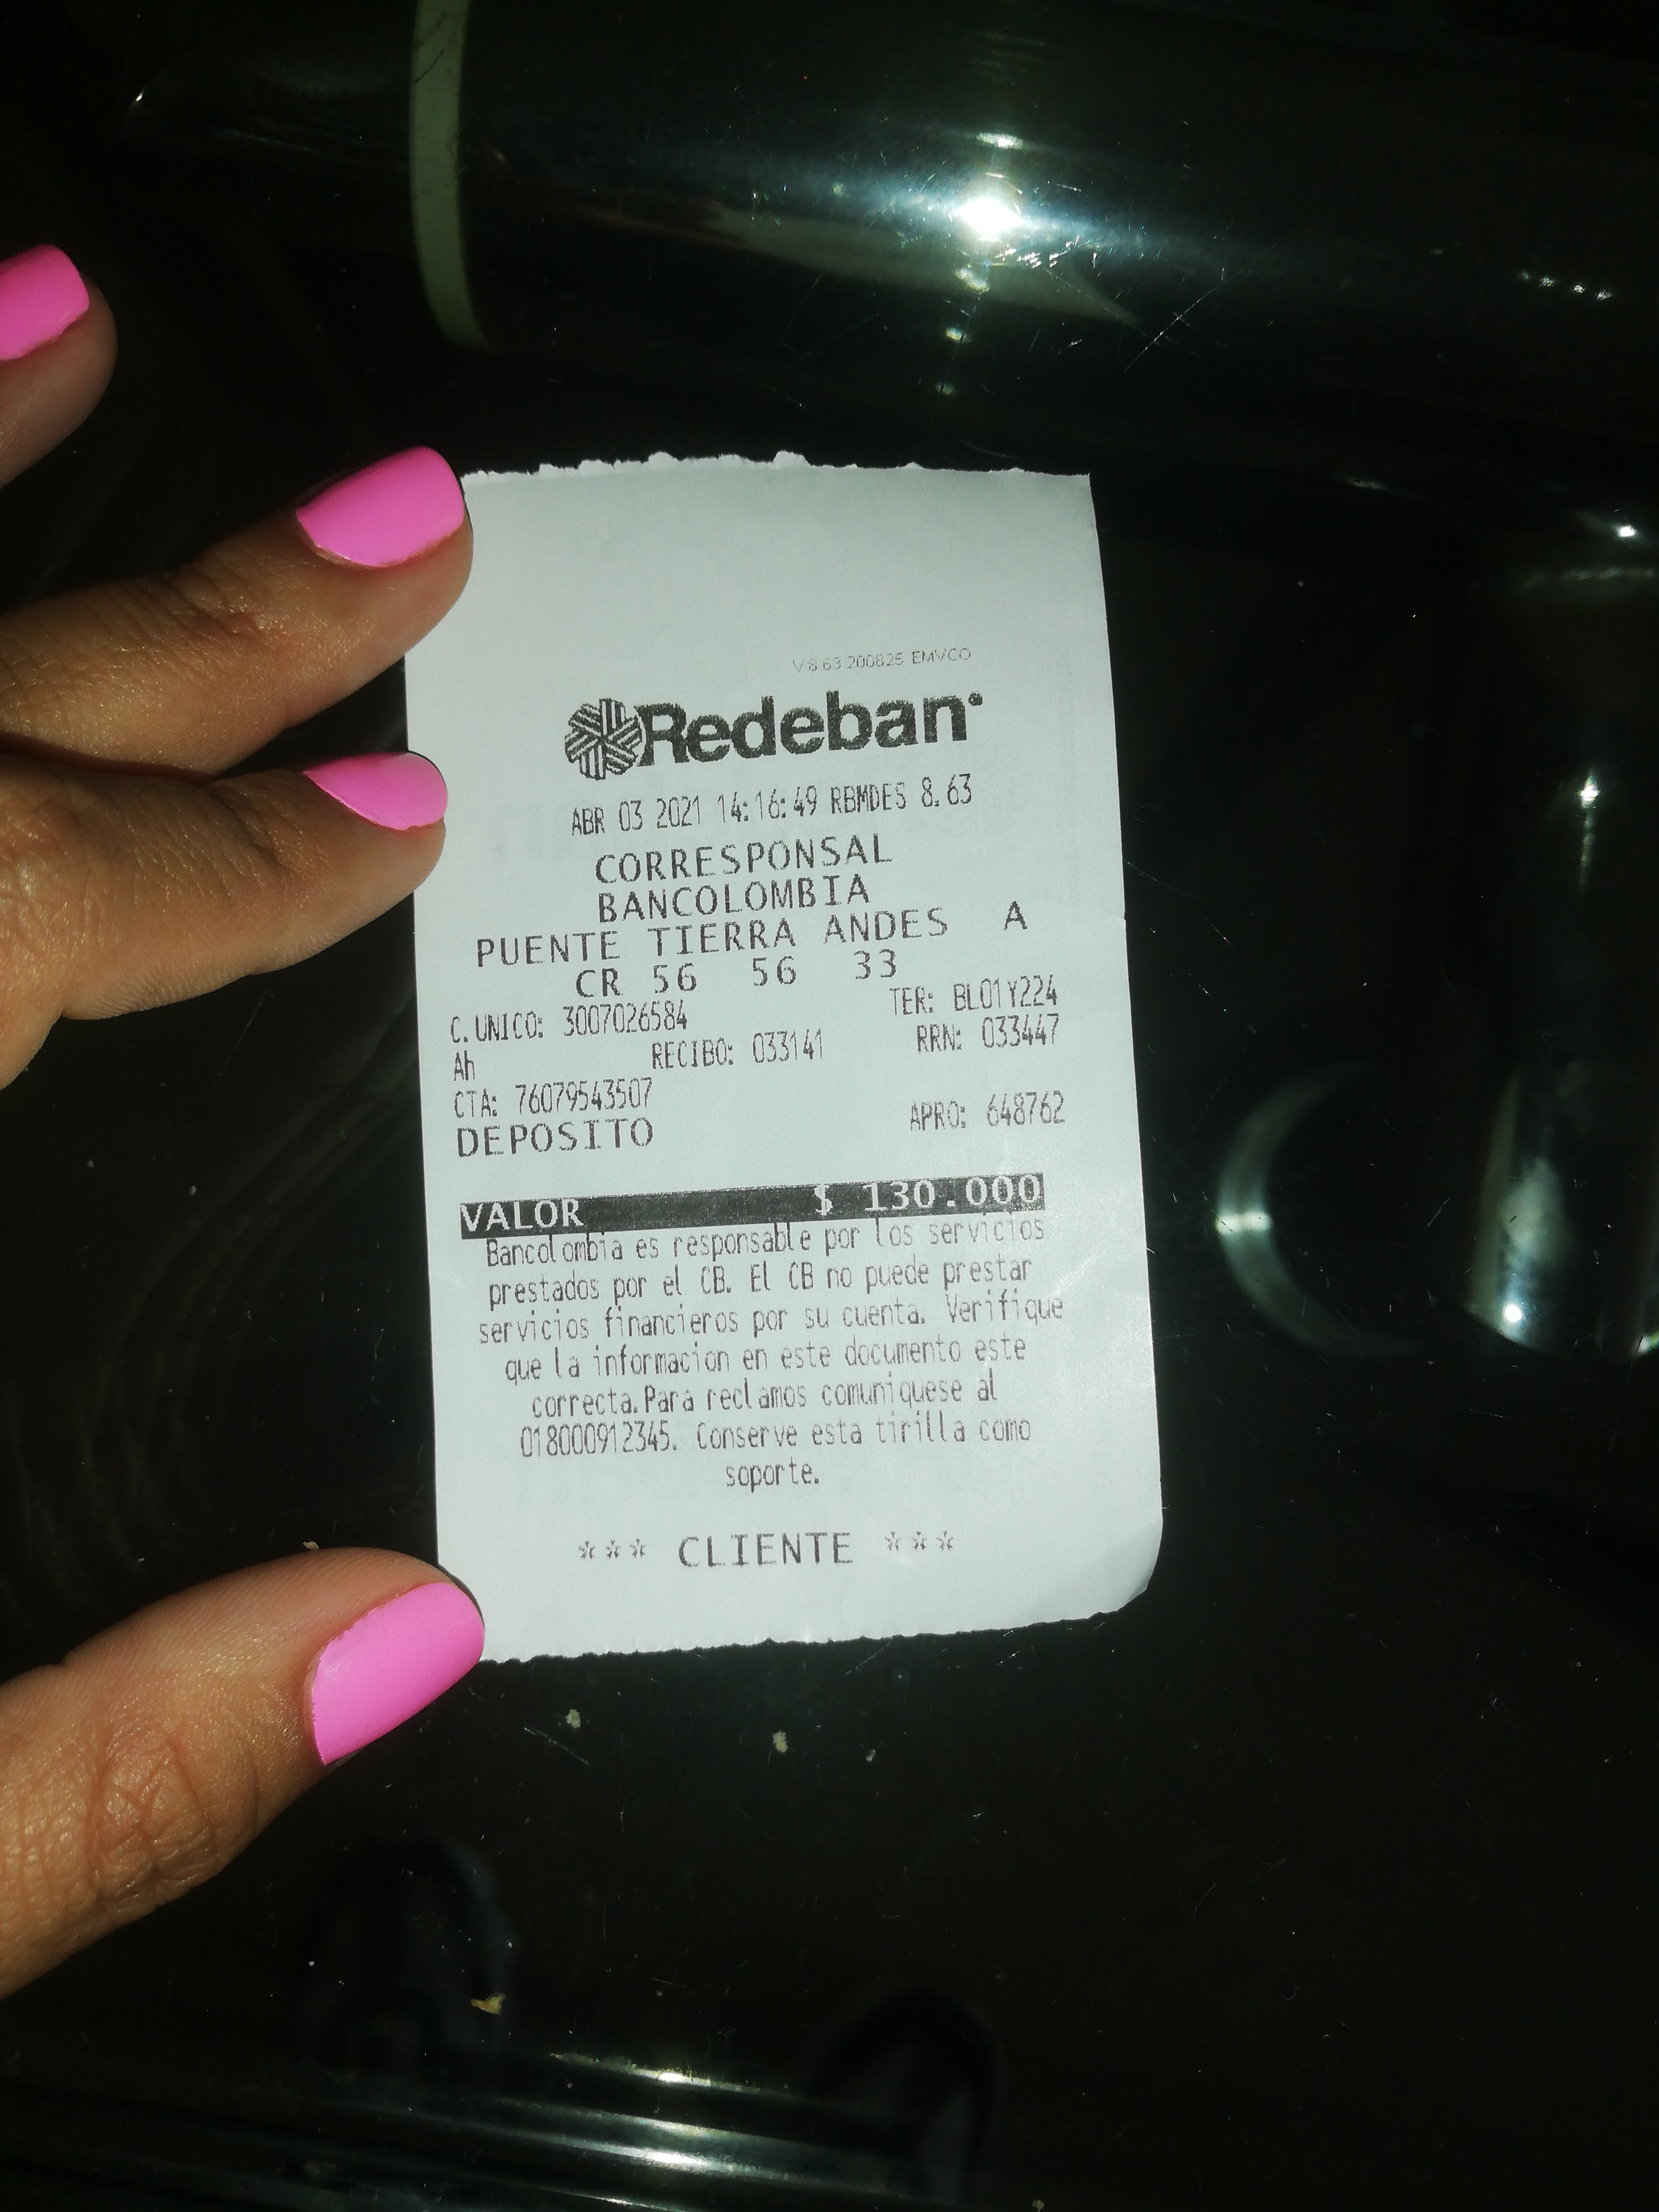 V 8.63 200825 EMVCO
Redeban
ABR 03 2021 14:16:49 RBMDES 8.63
CORRESPONSAL
BANCOLOMBIA
PUENTE TIERRA ANDES A
CR 56 56 33
C.UNICO: 3007026584 TER: BL01Y224
Ah RECIBO: 033141 RRN: 033447
CTA: 76079543507
DEPOSITO APRO: 648762
VALOR $ 130.000
Bancolombia es responsable por los servicios
prestados por el CB. El CB no puede prestar
servicios financieros por su cuenta. Verifique
que la informacion en este documento este
correcta.Para reclamos comuniquese al
018000912345. Conserve esta tirilla como
soporte.
*** CLIENTE ***